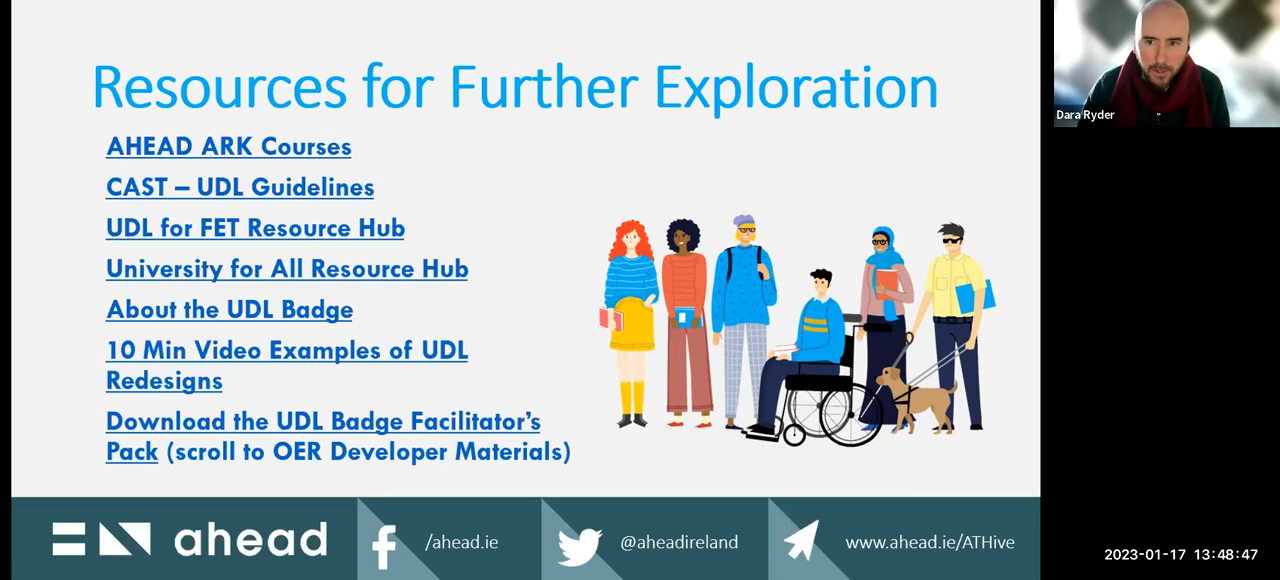 Resources for Further Exploration
AHEAD ARK Courses
CAST – UDL Guidelines
UDL for FET Resource Hub
University for All Resource Hub
About the UDL Badge
10 Min Video Examples of UDL
Redesigns
Download the UDL Badge Facilitator's
Pack (scroll to OER Developer Materials)
ahead
/ahead.ie
@aheadireland
www.ahead.ie/ATHive
Dara Ryder
2023-01-17 13:48:47